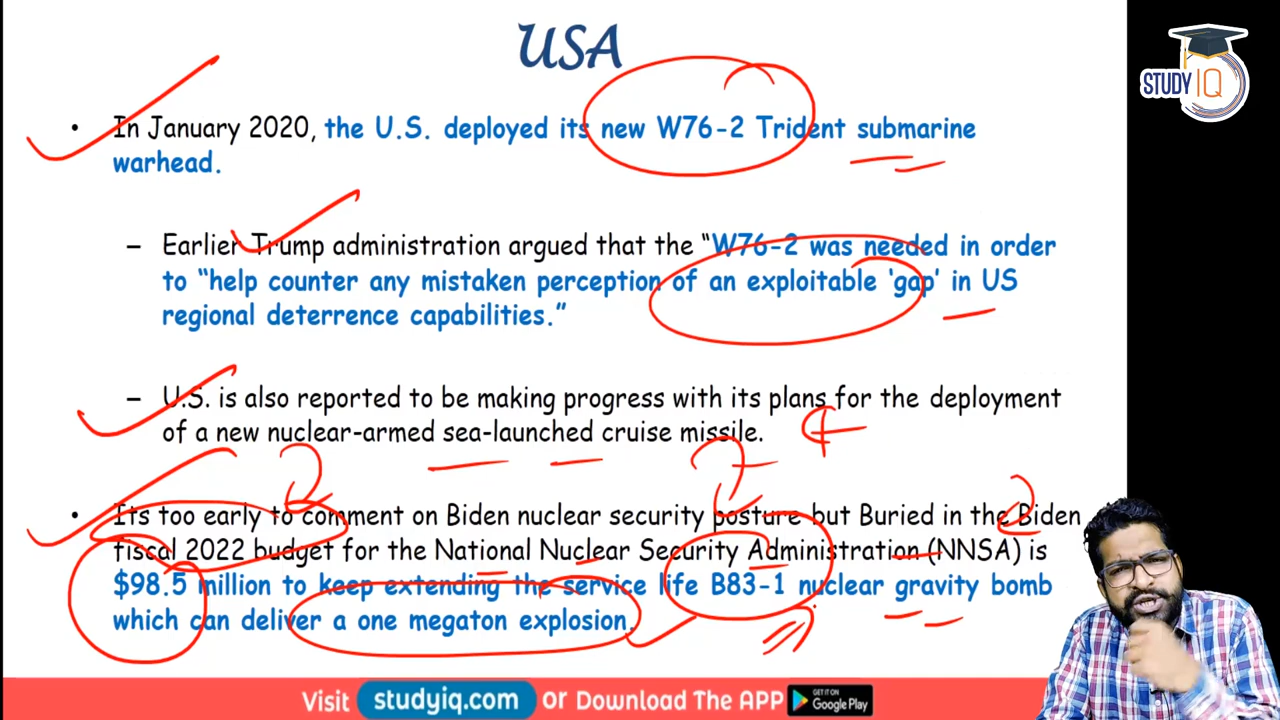 USA
STUDY IQ
• In January 2020, the U.S. deployed its new W76-2 Trident submarine
warhead.
– Earlier Trump administration argued that the “W76-2 was needed in order
to “help counter any mistaken perception of an exploitable ‘gap’ in US
regional deterrence capabilities.”
– U.S. is also reported to be making progress with its plans for the deployment
of a new nuclear-armed sea-launched cruise missile.
• Its too early to comment on Biden nuclear security posture but Buried in the Biden
fiscal 2022 budget for the National Nuclear Security Administration (NNSA) is
$98.5 million to keep extending the service life B83-1 nuclear gravity bomb
which can deliver a one megaton explosion.
Visit studyiq.com or Download The APP GET IT ON Google Play